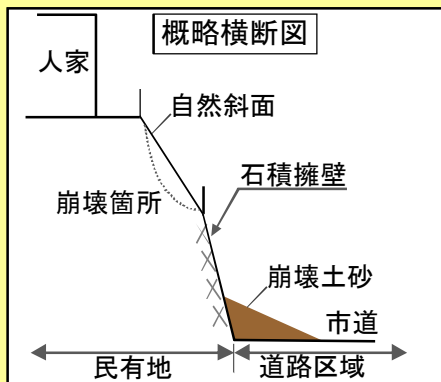 概略横断図
人家
自然斜面
石積擁壁
崩壊箇所
崩壊土砂
市道
民有地
道路区域